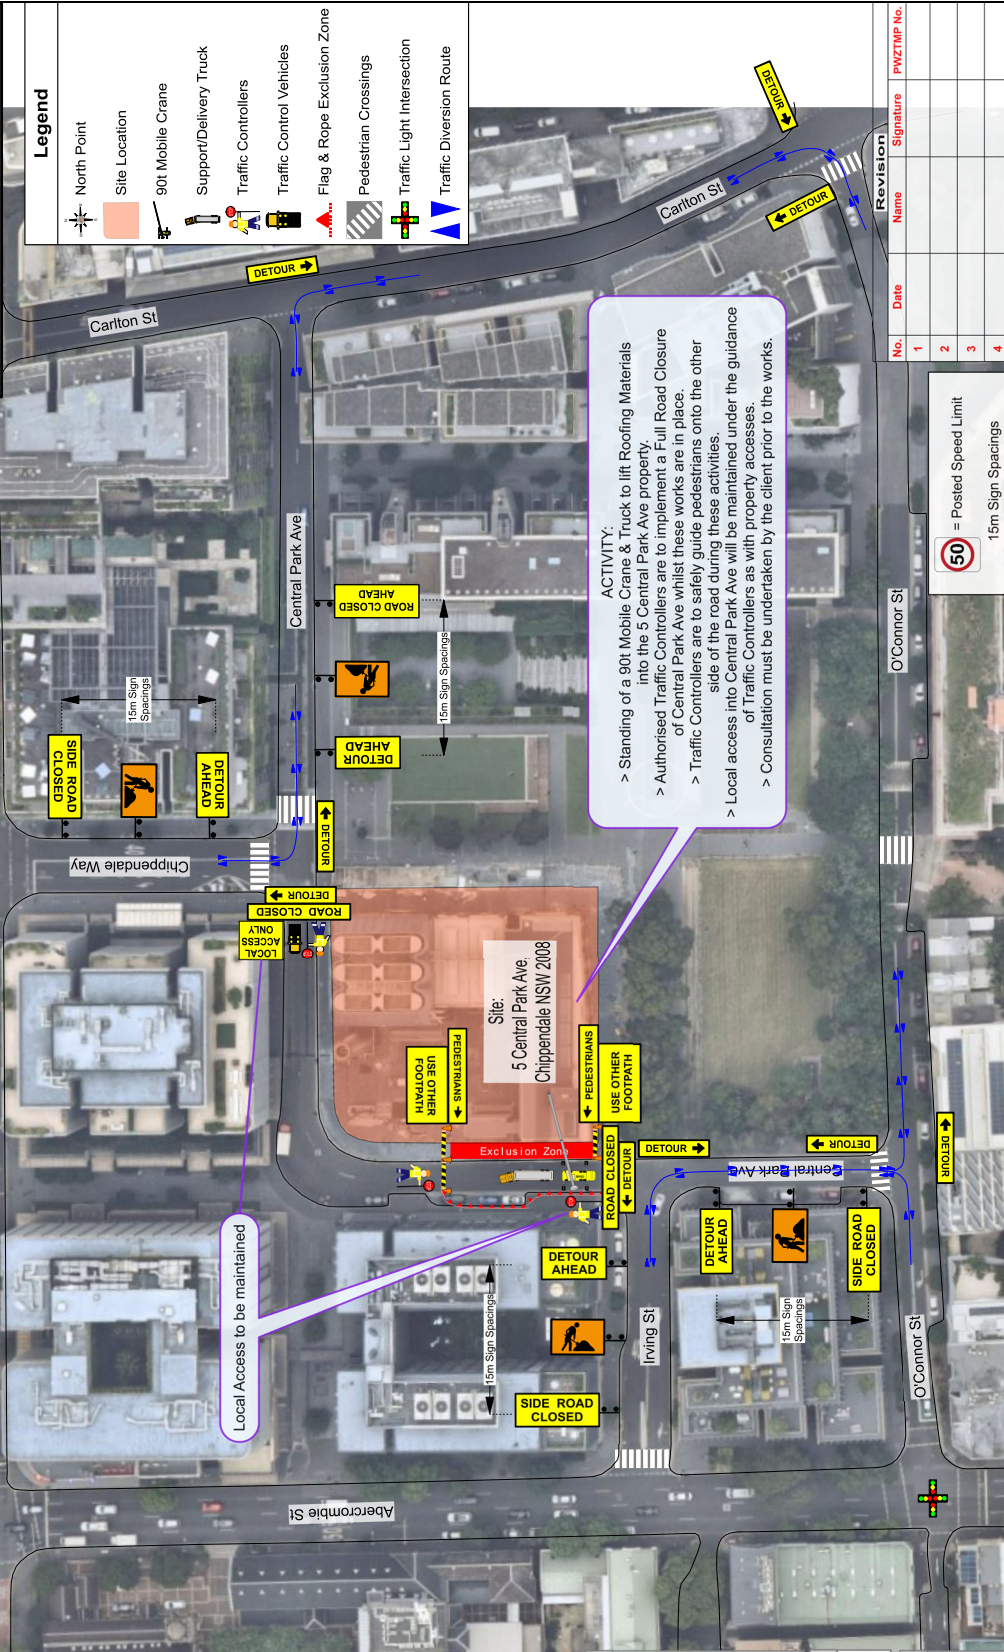 Legend
North Point
Site Location
90t Mobile Crane
Support/Delivery Truck
Traffic Controllers
Traffic Control Vehicles
Flag & Rope Exclusion Zone
Pedestrian Crossings
Traffic Light Intersection
Traffic Diversion Route
Abercrombie St
Local Access to be maintained
Chippendale Way
40
SIDE ROAD
CLOSED
DETOUR
AHEAD
15m Sign
Spacings
Carlton St
DETOUR
Central Park Ave
LOCAL
ACCESS
ONLY
ROAD CLOSED
DETOUR
DETOUR
DETOUR
AHEAD
ROAD CLOSED
AHEAD
15m Sign Spacings
Carlton St
DETOUR
DETOUR
USE OTHER
FOOTPATH
PEDESTRIANS
Exclusion Zone
Site:
5 Central Park Ave,
Chippendale NSW 2008
PEDESTRIANS
USE OTHER
FOOTPATH
ROAD CLOSED
DETOUR
15m Sign Spacings
SIDE ROAD
CLOSED
DETOUR
AHEAD
Irving St
DETOUR
DETOUR
Central Park Ave
DETOUR
AHEAD
SIDE ROAD
CLOSED
15m Sign
Spacings
DETOUR
O'Connor St
O'Connor St
ACTIVITY:
> Standing of a 90t Mobile Crane & Truck to lift Roofing Materials
into the 5 Central Park Ave property.
> Authorised Traffic Controllers are to implement a Full Road Closure
of Central Park Ave whilst these works are in place.
> Traffic Controllers are to safely guide pedestrians onto the other
side of the road during these activities.
> Local access into Central Park Ave will be maintained under the guidance
of Traffic Controllers as with property accesses.
> Consultation must be undertaken by the client prior to the works.
Revision
No. Date Name Signature PWZTMP No.
1
2
3
4
50 = Posted Speed Limit
15m Sign Spacings